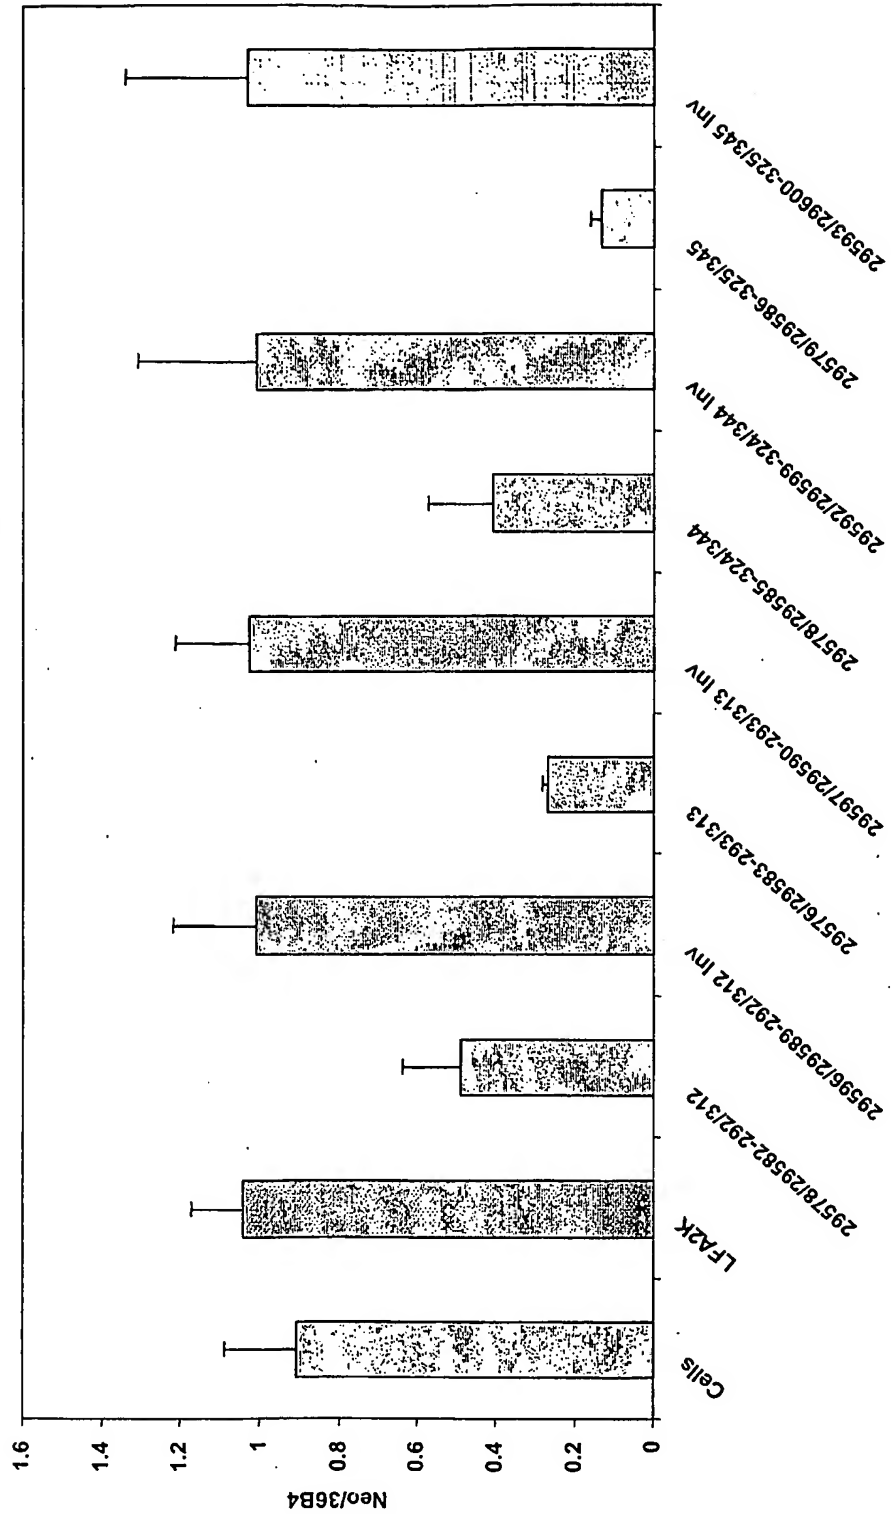 Neo/36B4
1.6
1.4
1.2
1
0.8
0.6
0.4
0.2
0
Cells
LFA2K
29578/29582-292/312
29596/29589-292/312 Inv
29576/29583-293/313
29597/29590-293/313 Inv
29578/29585-324/344
29592/29599-324/344 Inv
29579/29586-325/345
29593/29600-325/345 Inv